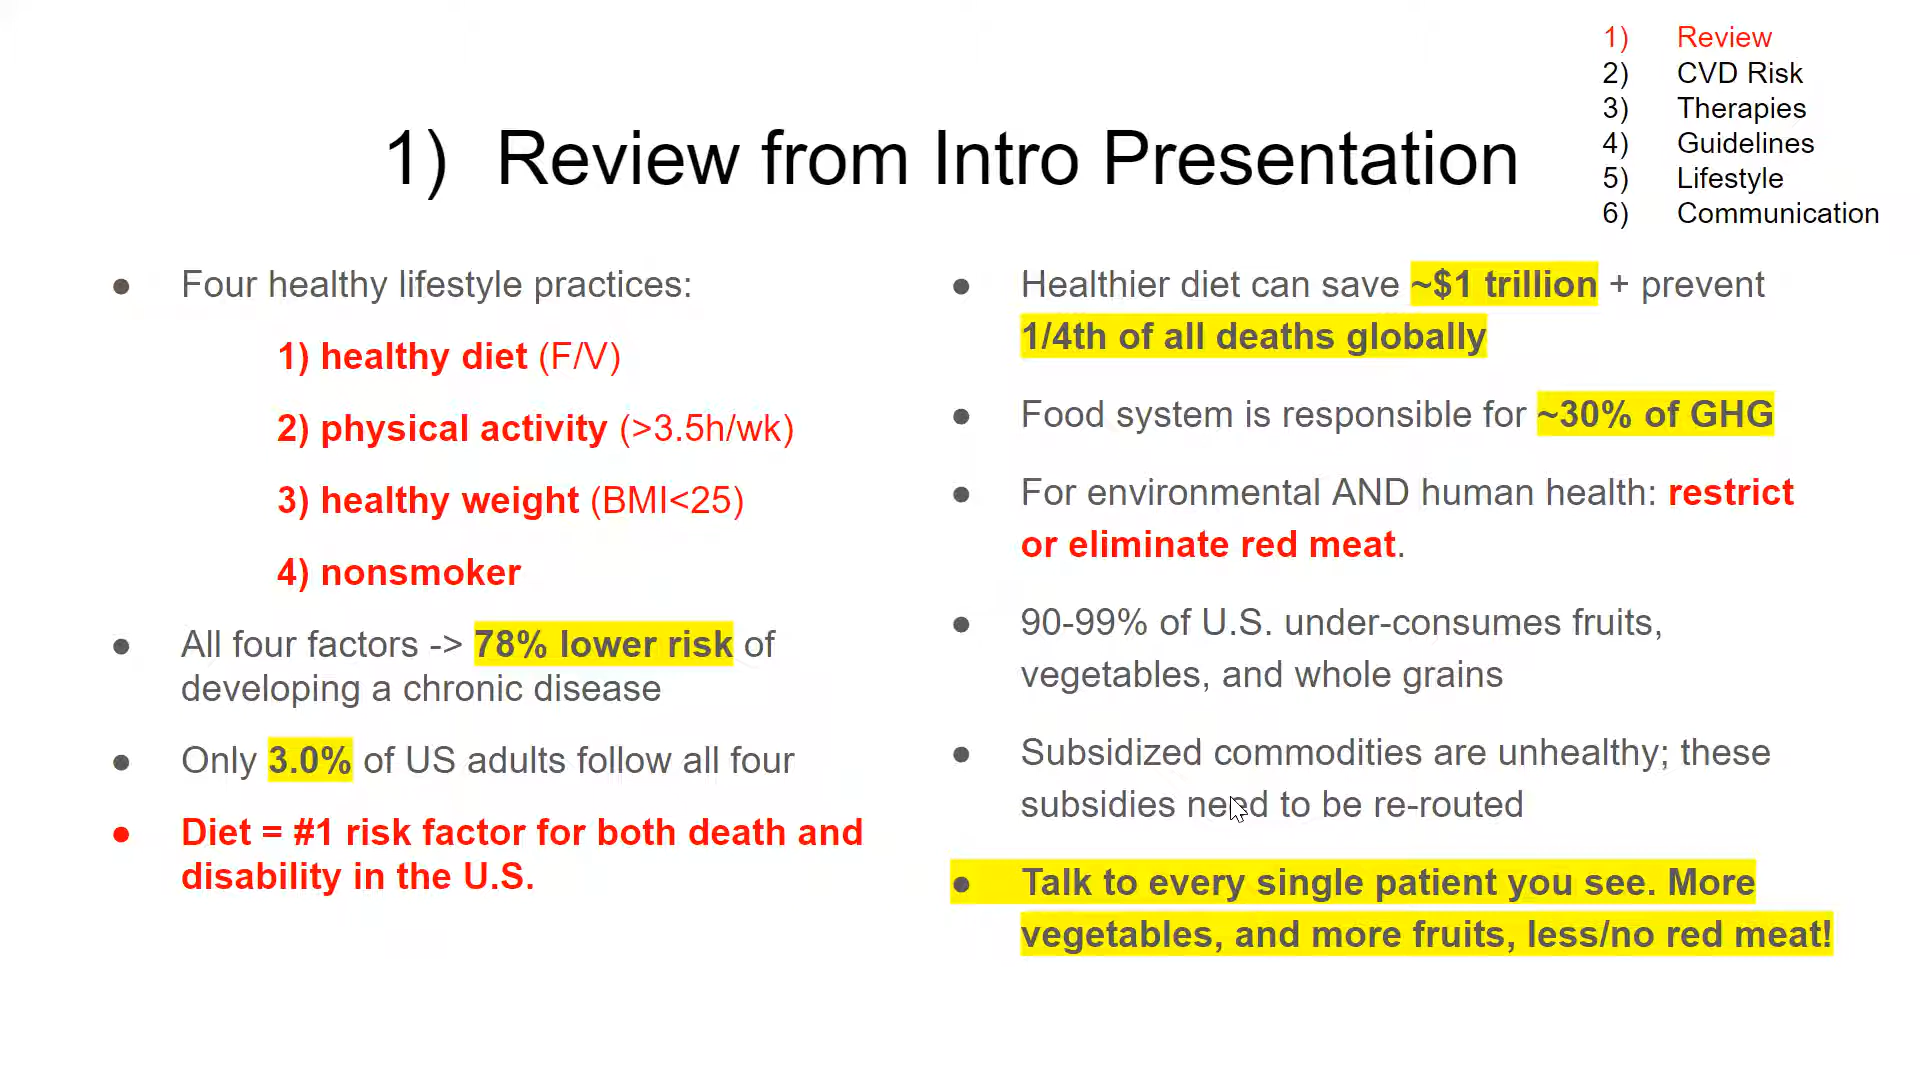 1) Review
2) CVD Risk
3) Therapies
4) Guidelines
5) Lifestyle
6) Communication
1) Review from Intro Presentation
● Four healthy lifestyle practices:
1) healthy diet (F/V)
2) physical activity (>3.5h/wk)
3) healthy weight (BMI<25)
4) nonsmoker
● All four factors -> 78% lower risk of
developing a chronic disease
● Only 3.0% of US adults follow all four
● Diet = #1 risk factor for both death and
disability in the U.S.
● Healthier diet can save ~$1 trillion + prevent
1/4th of all deaths globally
● Food system is responsible for ~30% of GHG
● For environmental AND human health: restrict
or eliminate red meat.
● 90-99% of U.S. under-consumes fruits,
vegetables, and whole grains
● Subsidized commodities are unhealthy; these
subsidies need to be re-routed
● Talk to every single patient you see. More
vegetables, and more fruits, less/no red meat!